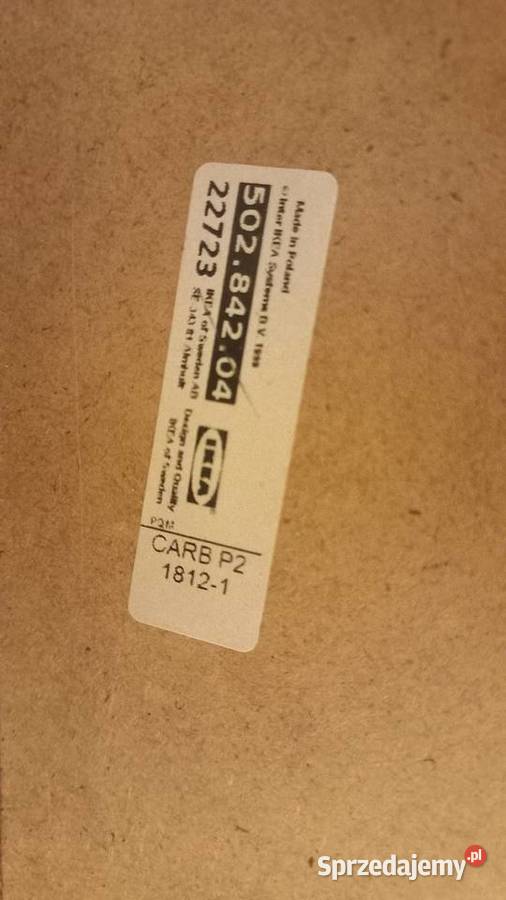 Made in Poland
© Inter IKEA Systems B.V. 1999
502.842.04
22723
IKEA of Sweden AB
SE-343 81 Älmhult
IKEA
Design and Quality
IKEA of Sweden
PQM
CARB P2
1812-1
Sprzedajemy.pl